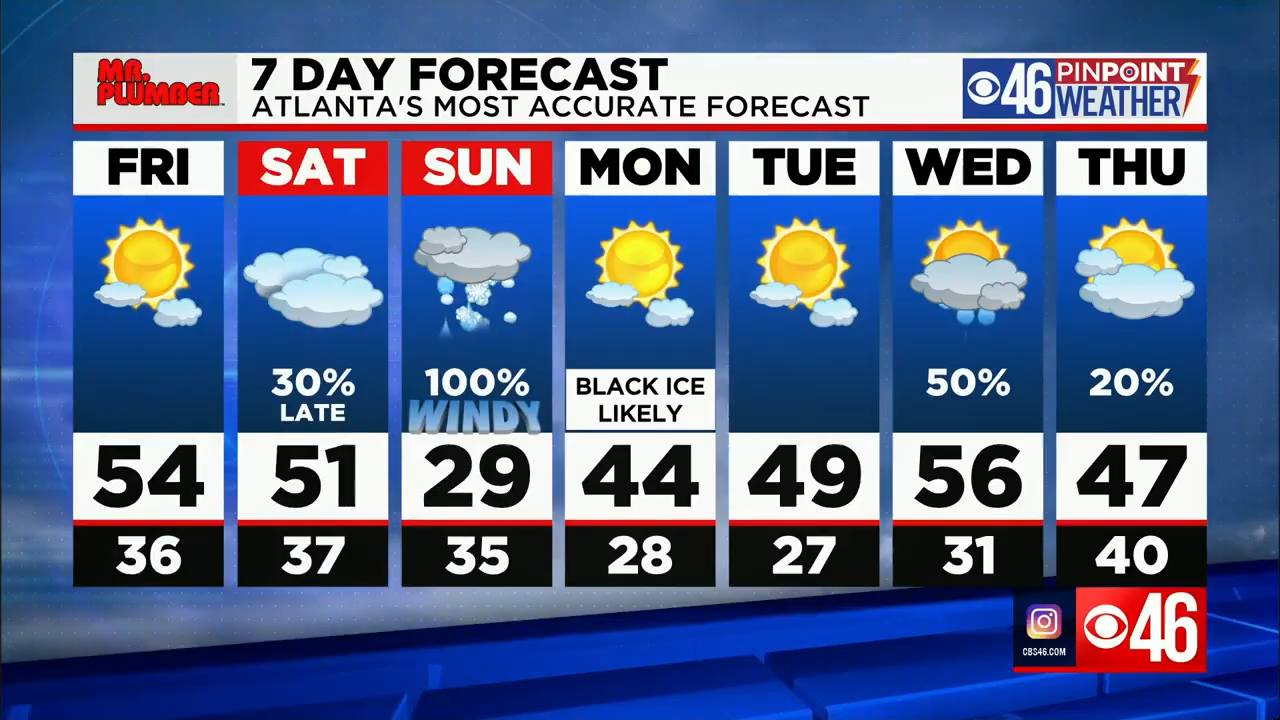 MR.
PLUMBER
7 DAY FORECAST
ATLANTA'S MOST ACCURATE FORECAST
46 PINPOINT
WEATHER
FRI SAT SUN MON TUE WED THU
30% 100% BLACK ICE 50% 20%
LATE WINDY LIKELY
54 51 29 44 49 56 47
36 37 35 28 27 31 40
46
CBS46.COM